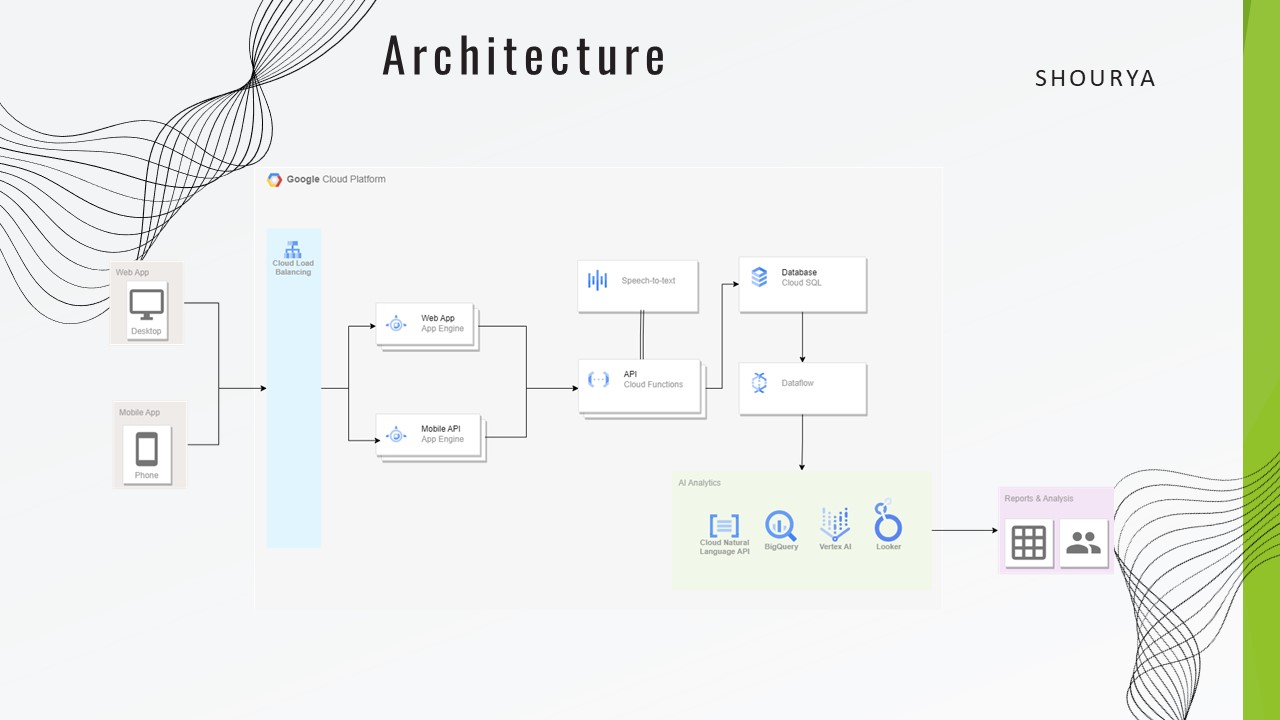 Architecture
SHOURYA
Google Cloud Platform
Cloud Load
Balancing
Web App
Desktop
Mobile App
Phone
Web App
App Engine
Mobile API
App Engine
Speech-to-text
API
Cloud Functions
Database
Cloud SQL
Dataflow
AI Analytics
Cloud Natural
Language API
BigQuery
Vertex AI
Looker
Reports & Analysis